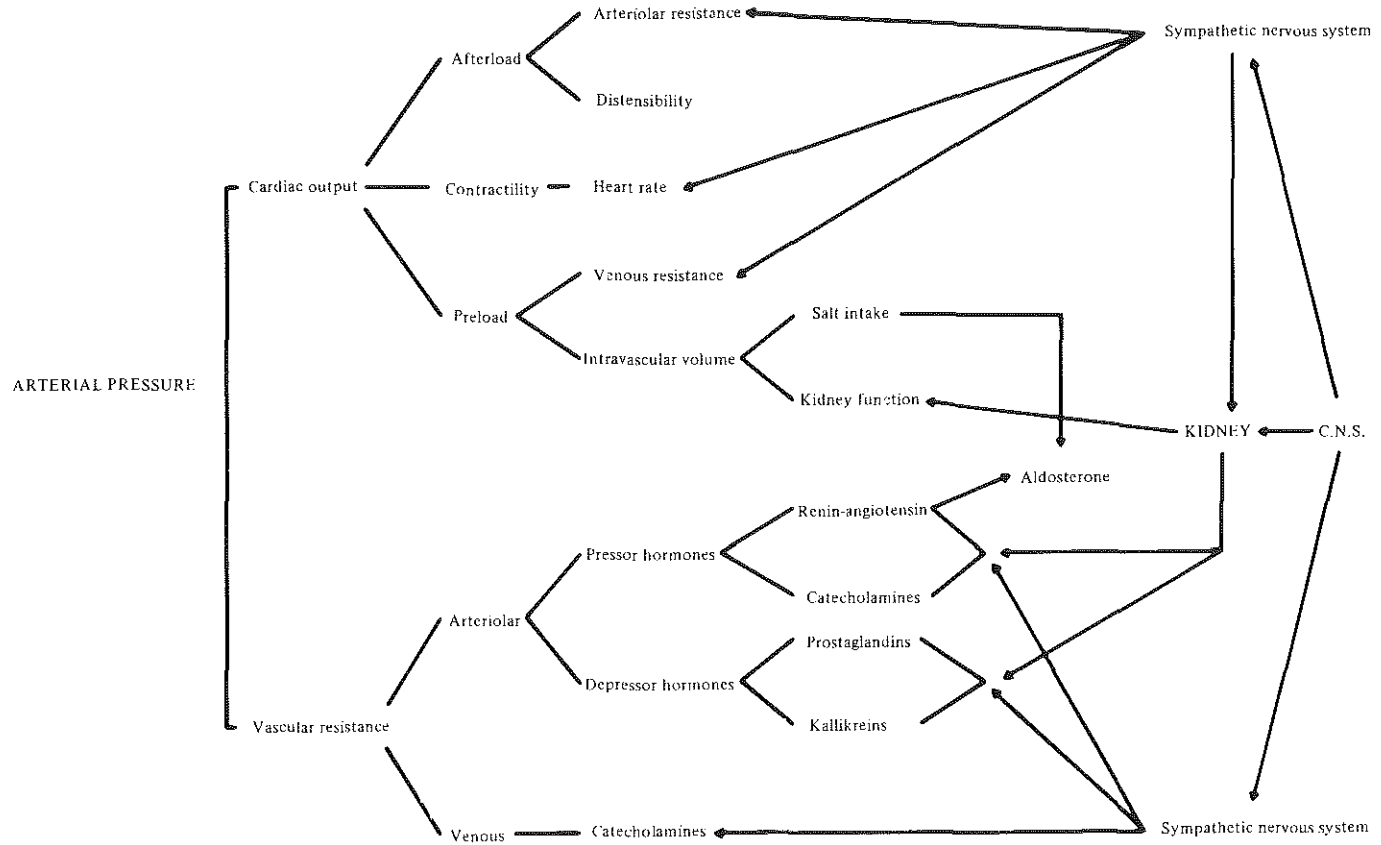 Arteriolar resistance
Sympathetic nervous system
Afterload
Distensibility
Cardiac output
Contractility
Heart rate
Venous resistance
Preload
Salt intake
Intravascular volume
ARTERIAL PRESSURE
Kidney function
KIDNEY
C.N.S.
Aldosterone
Renin-angiotensin
Pressor hormones
Catecholamines
Arteriolar
Prostaglandins
Depressor hormones
Kallikreins
Vascular resistance
Venous
Catecholamines
Sympathetic nervous system